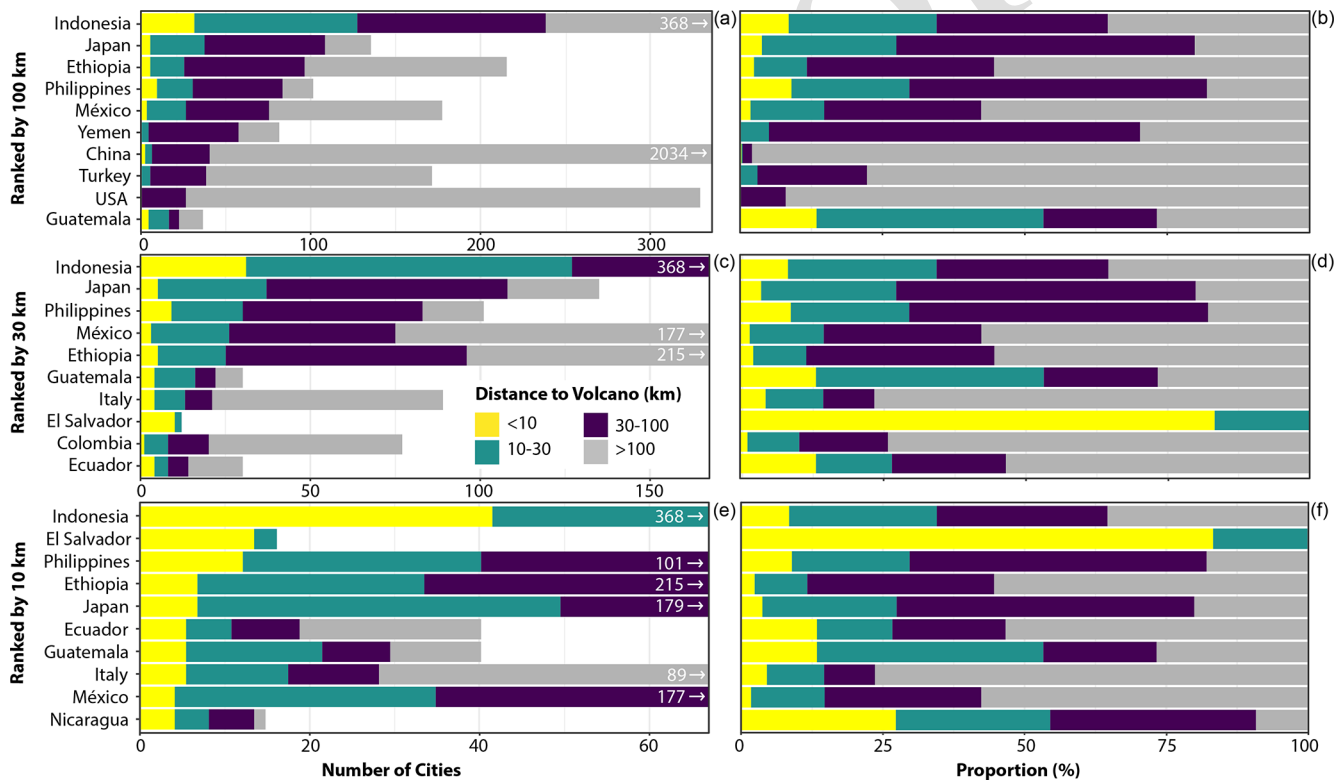 Ranked by 100 km
Indonesia
368 →
(a)
(b)
Japan
Ethiopia
Philippines
México
Yemen
China
2034 →
Turkey
USA
Guatemala
0 100 200 300
Ranked by 30 km
Indonesia
368 →
(c)
(d)
Japan
Philippines
México
177 →
Ethiopia
215 →
Guatemala
Italy
El Salvador
Colombia
Ecuador
Distance to Volcano (km)
<10
30-100
10-30
>100
0 50 100 150
Ranked by 10 km
Indonesia
368 →
(e)
(f)
El Salvador
Philippines
101 →
Ethiopia
215 →
Japan
179 →
Ecuador
Guatemala
Italy
89 →
México
177 →
Nicaragua
0 20 40 60
0 25 50 75 100
Number of Cities
Proportion (%)